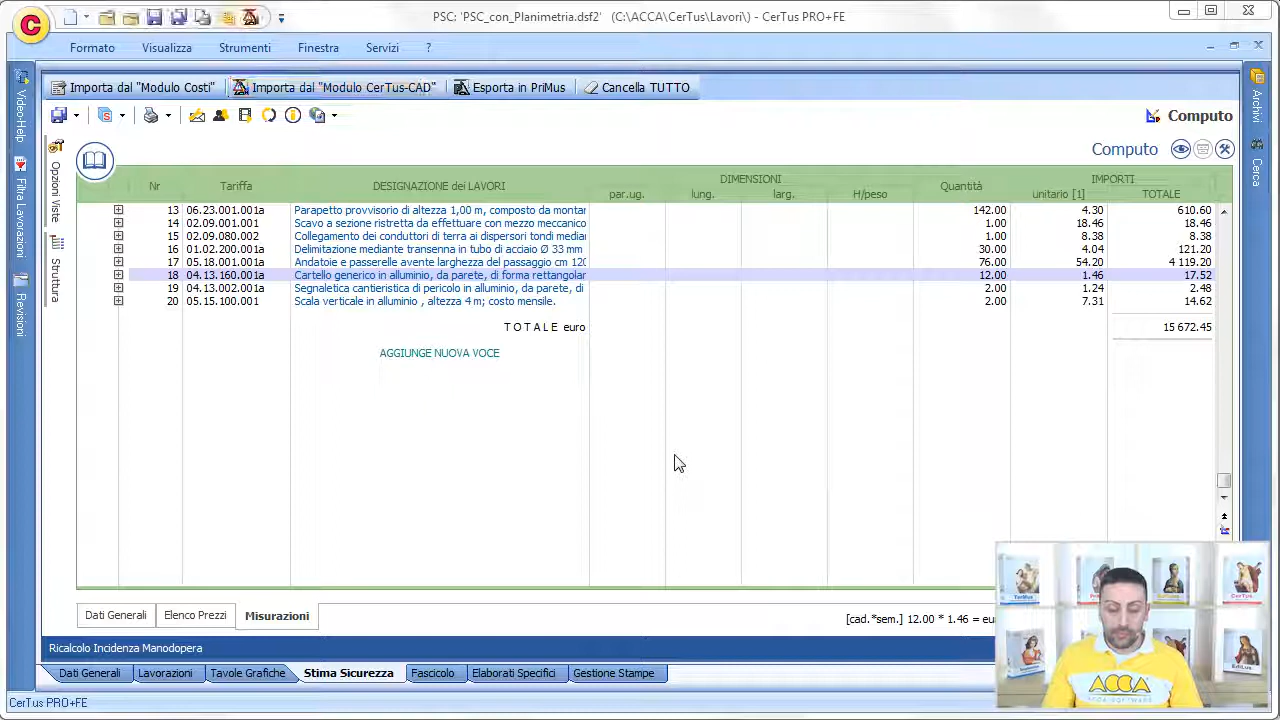 PSC: 'PSC_con_Planimetria.dsf2' (C:\ACCA\CerTus\Lavori\) - CerTus PRO+FE
Formato Visualizza Strumenti Finestra Servizi ?
Importa dal "Modulo Costi" Importa dal "Modulo CerTus-CAD" Esporta in PriMus Cancella TUTTO
Computo
Computo
Video-Help
Filtra Lavorazioni
Revisioni
Opzioni Viste
Struttura
Archivi
Cerca
DIMENSIONI IMPORTI
Nr Tariffa DESIGNAZIONE dei LAVORI par.ug. lung. larg. H/peso Quantità unitario [1] TOTALE
13 06.23.001.001a Parapetto provvisorio di altezza 1,00 m, composto da montar 142.00 4.30 610.60
14 02.09.001.001 Scavo a sezione ristretta da effettuare con mezzo meccanico 1.00 18.46 18.46
15 02.09.080.002 Collegamento dei conduttori di terra ai dispersori tondi median 1.00 8.38 8.38
16 01.02.200.001a Delimitazione mediante transenna in tubo di acciaio Ø 33 mm 30.00 4.04 121.20
17 05.18.001.001a Andatoie e passerelle avente larghezza del passaggio cm 120 76.00 54.20 4 119.20
18 04.13.160.001a Cartello generico in alluminio, da parete, di forma rettangolar 12.00 1.46 17.52
19 04.13.002.001a Segnaletica cantieristica di pericolo in alluminio, da parete, di 2.00 1.24 2.48
20 05.15.100.001 Scala verticale in alluminio , altezza 4 m; costo mensile. 2.00 7.31 14.62
T O T A L E euro 15 672.45
AGGIUNGE NUOVA VOCE
Dati Generali Elenco Prezzi Misurazioni
[cad.*sem.] 12.00 * 1.46 = eu
Ricalcolo Incidenza Manodopera
Dati Generali Lavorazioni Tavole Grafiche Stima Sicurezza Fascicolo Elaborati Specifici Gestione Stampe
CerTus PRO+FE
ACCA